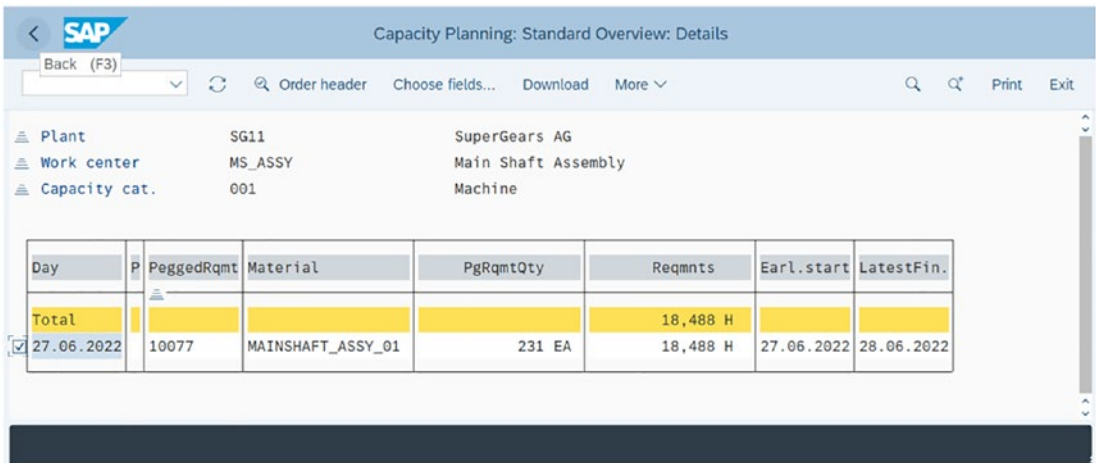 SAP Capacity Planning: Standard Overview: Details
Back (F3)
Order header Choose fields... Download More Print Exit
Plant SG11 SuperGears AG
Work center MS_ASSY Main Shaft Assembly
Capacity cat. 001 Machine
Day P PeggedRqmt Material PgRqmtQty Reqmnts Earl.start LatestFin.
Total 18,488 H
27.06.2022 10077 MAINSHAFT_ASSY_01 231 EA 18,488 H 27.06.2022 28.06.2022